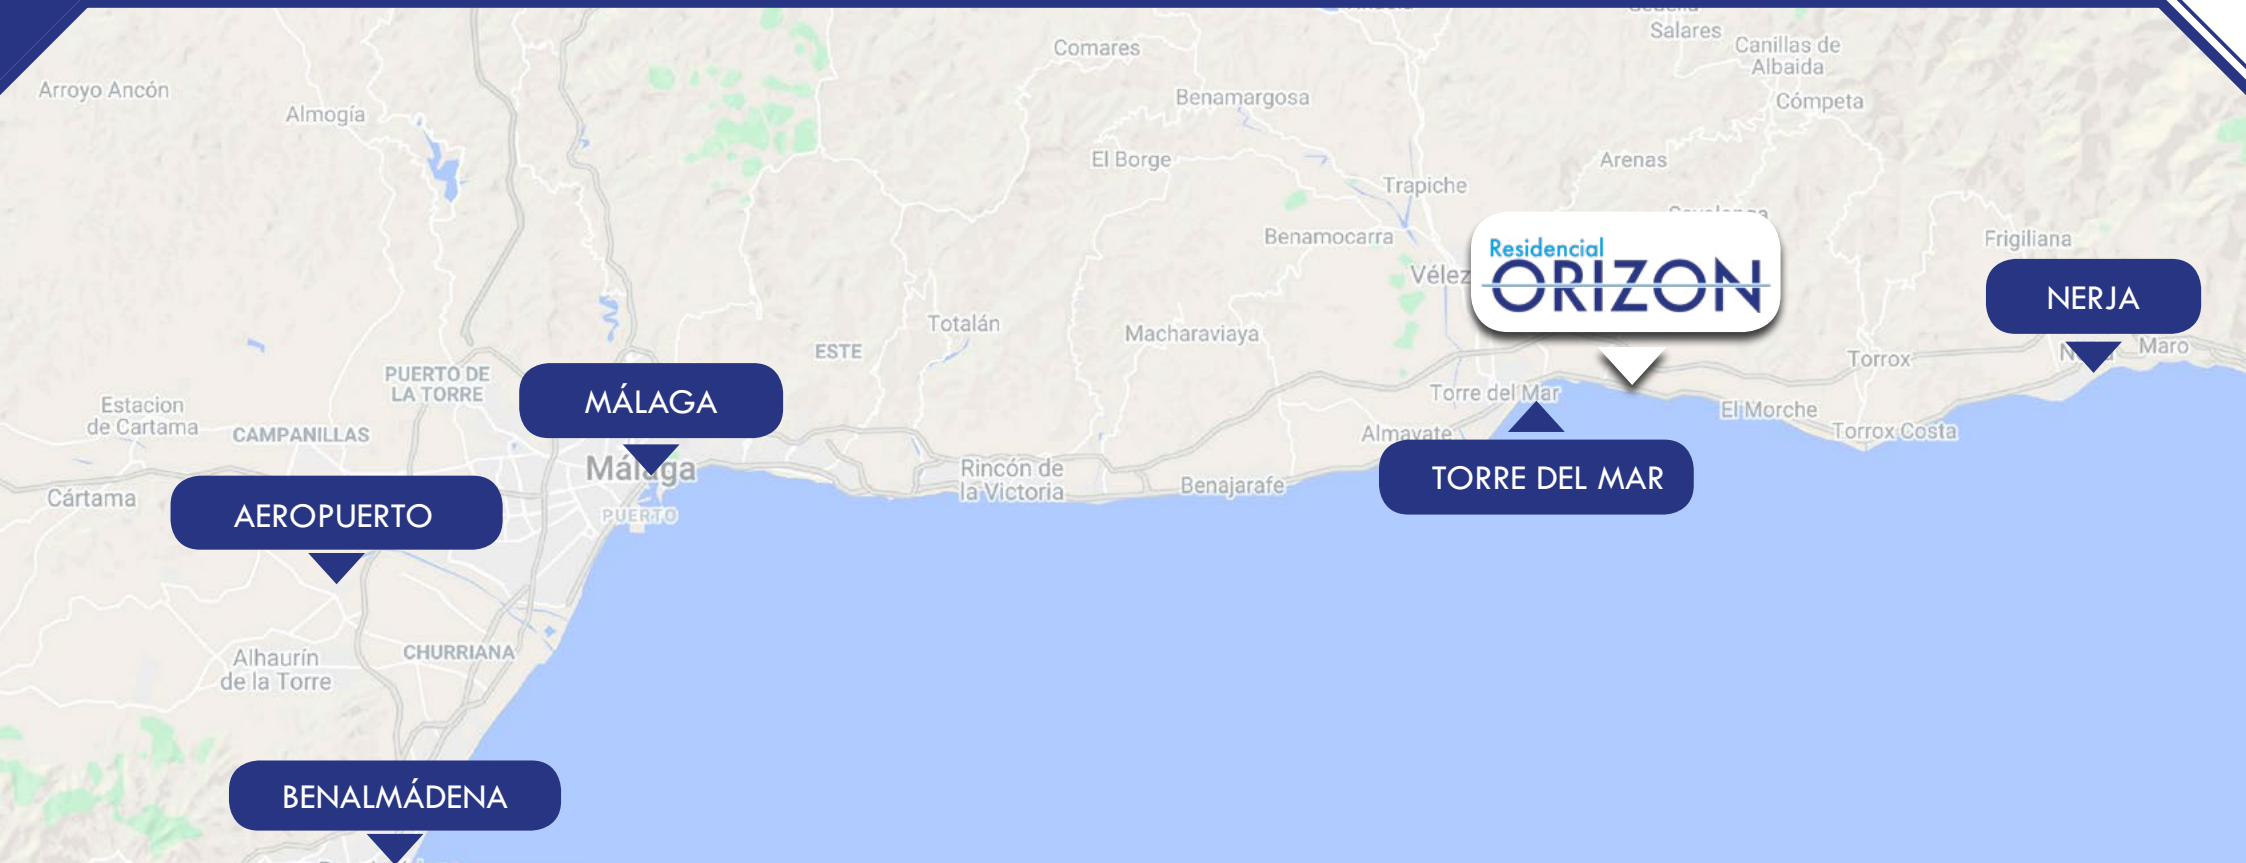 Comares
Salares
Canillas de
Albaida
Arroyo Ancón
Almogía
Benamargosa
Cómpeta
El Borge
Arenas
Trapiche
Benamocarra
Frigiliana
Vélez
Residencial
ORIZON
NERJA
Totalán
Macharaviaya
ESTE
Torrox
Maro
PUERTO DE
LA TORRE
MÁLAGA
Torre del Mar
Estacion
de Cartama
CAMPANILLAS
El Morche
Almayate
Torrox Costa
Málaga
Rincón de
la Victoria
Benajarafe
TORRE DEL MAR
Cártama
AEROPUERTO
PUERTO
CHURRIANA
Alhaurín
de la Torre
BENALMÁDENA